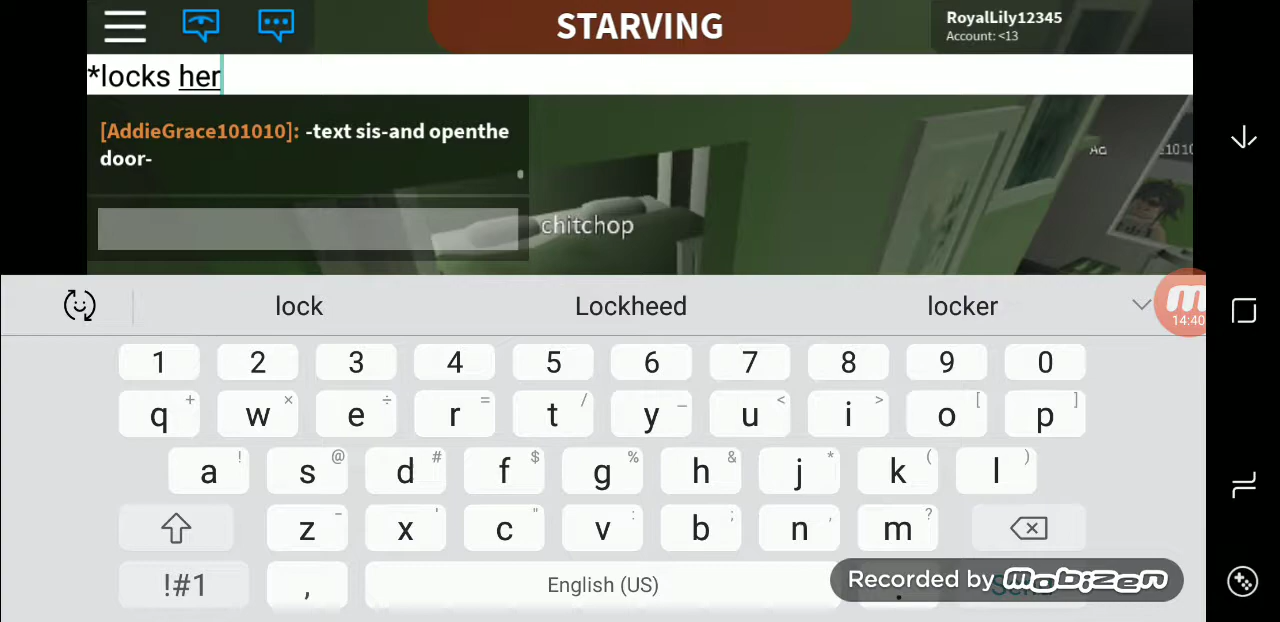 STARVING
RoyalLily12345
Account: <13
*locks her
[AddieGrace101010]: -text sis-and openthe
door-
chitchop
lock Lockheed locker
14:40
1 2 3 4 5 6 7 8 9 0
q + w × e ÷ r = t / y _ u < i > o [ p ]
a ! s @ d # f $ g % h & j * k ( l )
z - x ' c " v : b ; n , m ?
!#1 , English (US) .
Recorded by mobizen